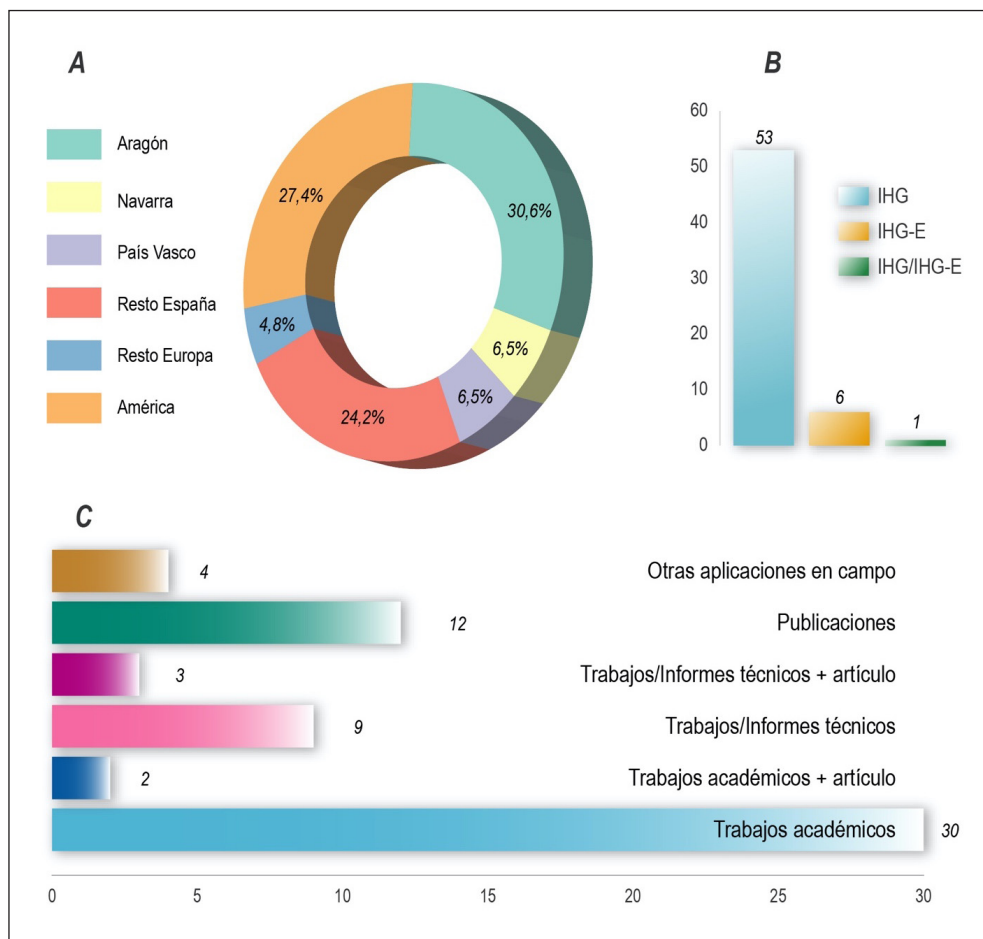 A
Aragón
Navarra
País Vasco
Resto España
Resto Europa
América
27,4%
30,6%
4,8%
6,5%
6,5%
24,2%
B
60
50
40
30
20
10
0
53
6
1
IHG
IHG-E
IHG/IHG-E
C
4
Otras aplicaciones en campo
12
Publicaciones
3
Trabajos/Informes técnicos + artículo
9
Trabajos/Informes técnicos
2
Trabajos académicos + artículo
Trabajos académicos
30
0 5 10 15 20 25 30